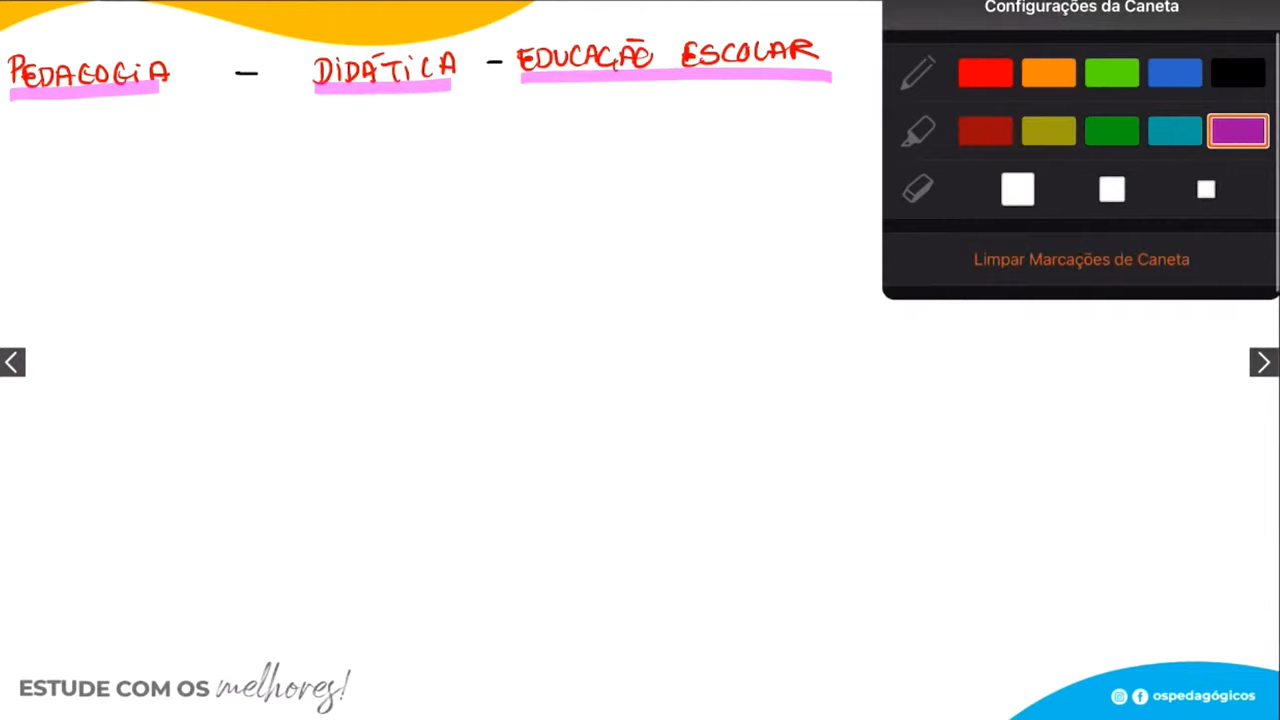 Configurações da Caneta
PEDAGOGIA - DIDÁTICA - EDUCAÇÃO ESCOLAR
Limpar Marcações de Caneta
ESTUDE COM OS melhores!
ospedagógicos